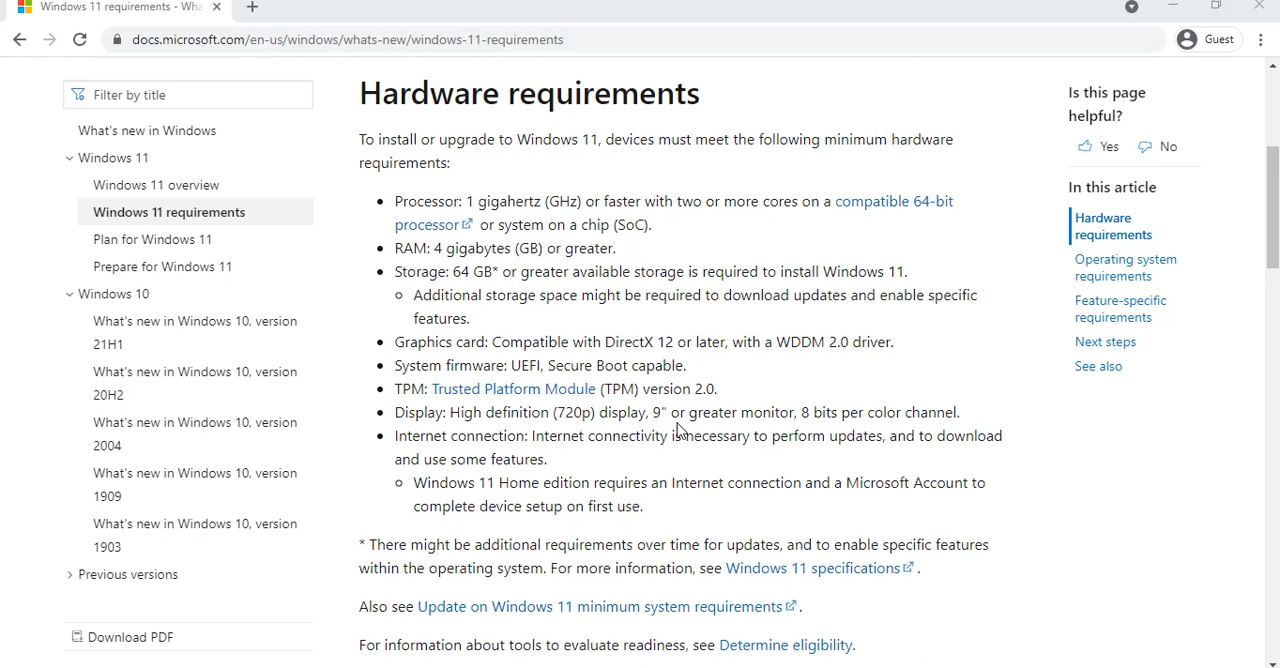 Windows 11 requirements - Wha
docs.microsoft.com/en-us/windows/whats-new/windows-11-requirements
Guest
Filter by title
What's new in Windows
Windows 11
Windows 11 overview
Windows 11 requirements
Plan for Windows 11
Prepare for Windows 11
Windows 10
What's new in Windows 10, version
21H1
What's new in Windows 10, version
20H2
What's new in Windows 10, version
2004
What's new in Windows 10, version
1909
What's new in Windows 10, version
1903
Previous versions
Download PDF
Hardware requirements
To install or upgrade to Windows 11, devices must meet the following minimum hardware
requirements:
• Processor: 1 gigahertz (GHz) or faster with two or more cores on a compatible 64-bit
processor or system on a chip (SoC).
• RAM: 4 gigabytes (GB) or greater.
• Storage: 64 GB* or greater available storage is required to install Windows 11.
Additional storage space might be required to download updates and enable specific
features.
• Graphics card: Compatible with DirectX 12 or later, with a WDDM 2.0 driver.
• System firmware: UEFI, Secure Boot capable.
• TPM: Trusted Platform Module (TPM) version 2.0.
• Display: High definition (720p) display, 9" or greater monitor, 8 bits per color channel.
• Internet connection: Internet connectivity is necessary to perform updates, and to download
and use some features.
Windows 11 Home edition requires an Internet connection and a Microsoft Account to
complete device setup on first use.
* There might be additional requirements over time for updates, and to enable specific features
within the operating system. For more information, see Windows 11 specifications.
Also see Update on Windows 11 minimum system requirements.
For information about tools to evaluate readiness, see Determine eligibility.
Is this page
helpful?
Yes No
In this article
Hardware
requirements
Operating system
requirements
Feature-specific
requirements
Next steps
See also